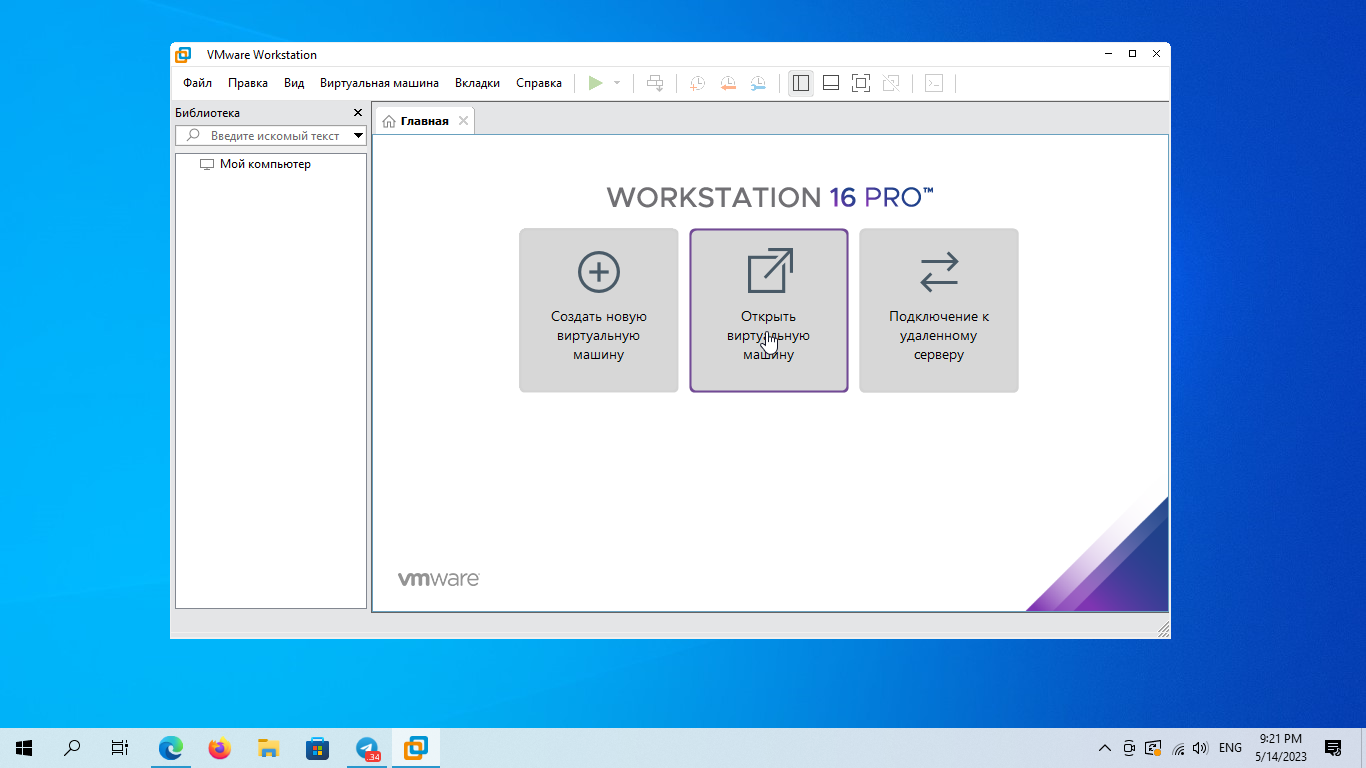 VMware Workstation
Файл Правка Вид Виртуальная машина Вкладки Справка
Библиотека
Введите искомый текст
Мой компьютер
Главная
WORKSTATION 16 PRO™
Создать новую
виртуальную
машину
Открыть
виртуальную
машину
Подключение к
удаленному
серверу
vmware
.34
ENG
9:21 PM
5/14/2023